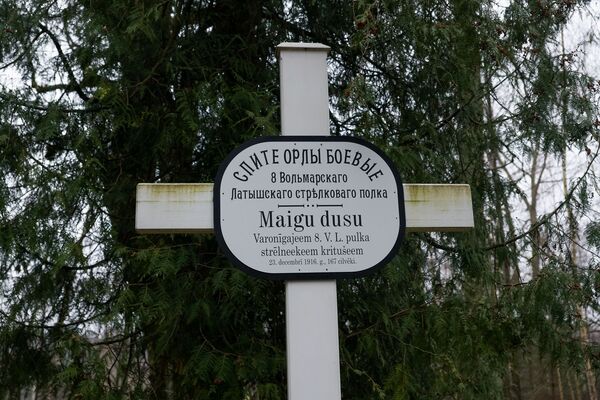 СПИТЕ ОРЛЫ БОЕВЫЕ
8 Вольмарскаго
Латышскаго стрѣлковаго полка
Maigu dusu
Varonīgajeem 8. V. L. pulka
strēlneekeem kritušeem
23. decembrī 1916. g., 167 cilvēki.